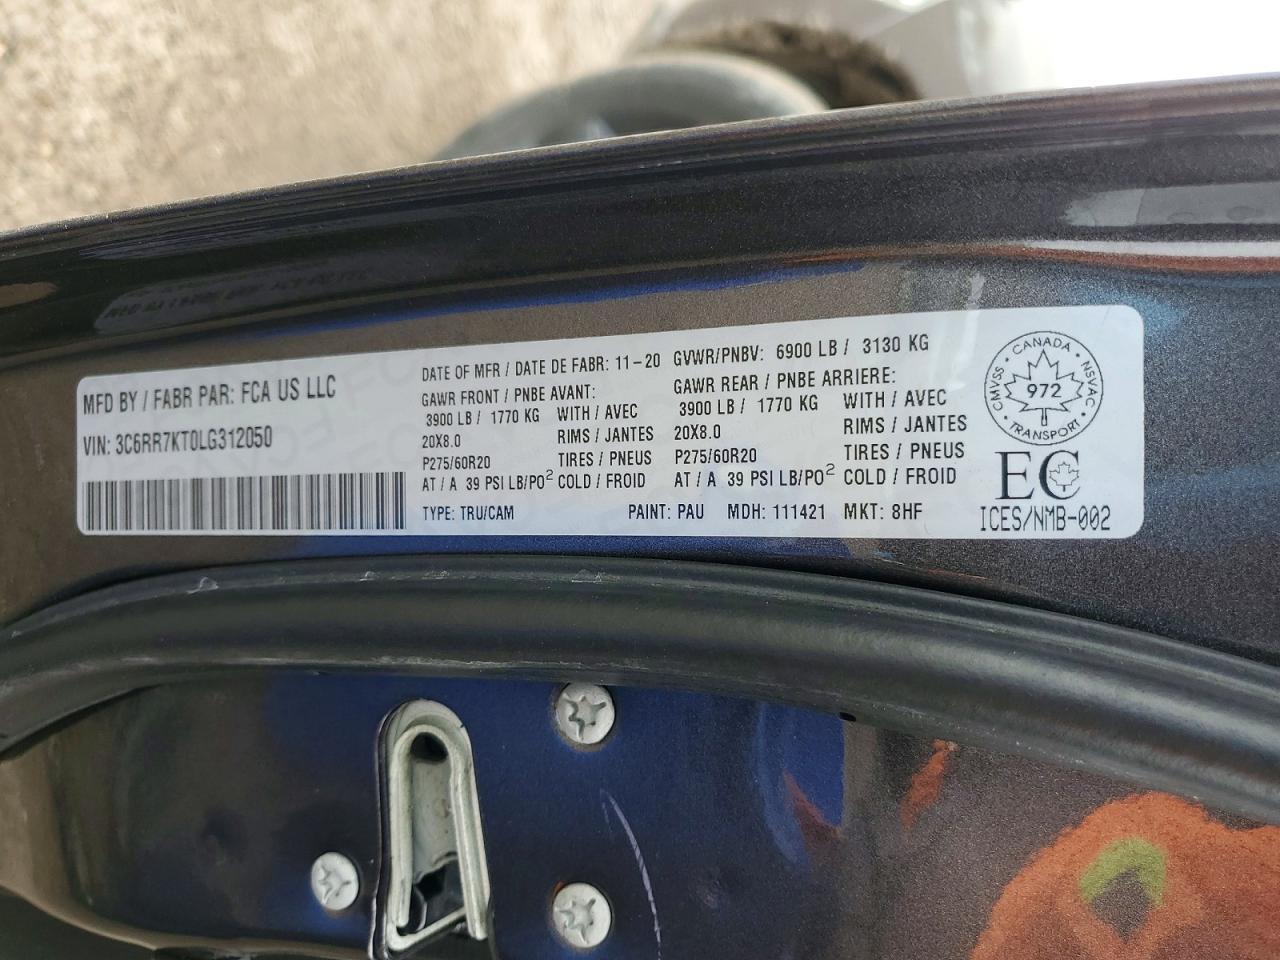 MFD BY / FABR PAR: FCA US LLC
VIN: 3C6RR7KT0LG312050
DATE OF MFR / DATE DE FABR: 11-20 GVWR/PNBV: 6900 LB / 3130 KG
GAWR FRONT / PNBE AVANT: GAWR REAR / PNBE ARRIERE:
3900 LB / 1770 KG WITH / AVEC 3900 LB / 1770 KG WITH / AVEC
20X8.0 RIMS / JANTES 20X8.0 RIMS / JANTES
P275/60R20 TIRES / PNEUS P275/60R20 TIRES / PNEUS
AT / A 39 PSI LB/PO² COLD / FROID AT / A 39 PSI LB/PO² COLD / FROID
TYPE: TRU/CAM PAINT: PAU MDH: 111421 MKT: 8HF
CANADA
CMVSS 972 NSVAC
TRANSPORT
EC
ICES/NMB-002